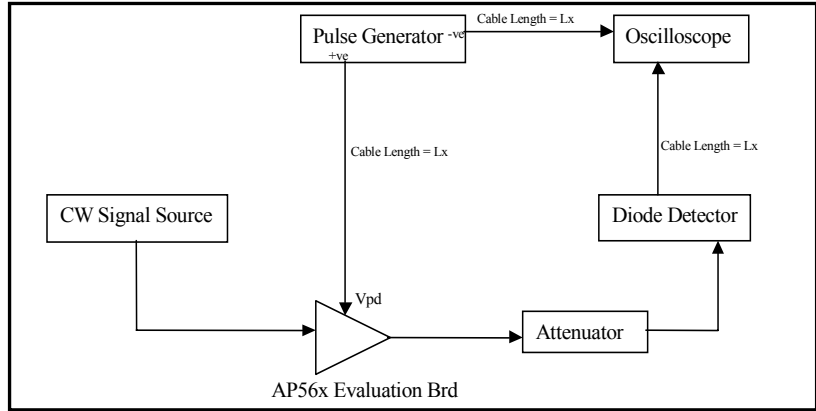 Cable Length = Lx
Pulse Generator -ve
+ve
Oscilloscope
Cable Length = Lx
Cable Length = Lx
CW Signal Source
Diode Detector
Vpd
Attenuator
AP56x Evaluation Brd